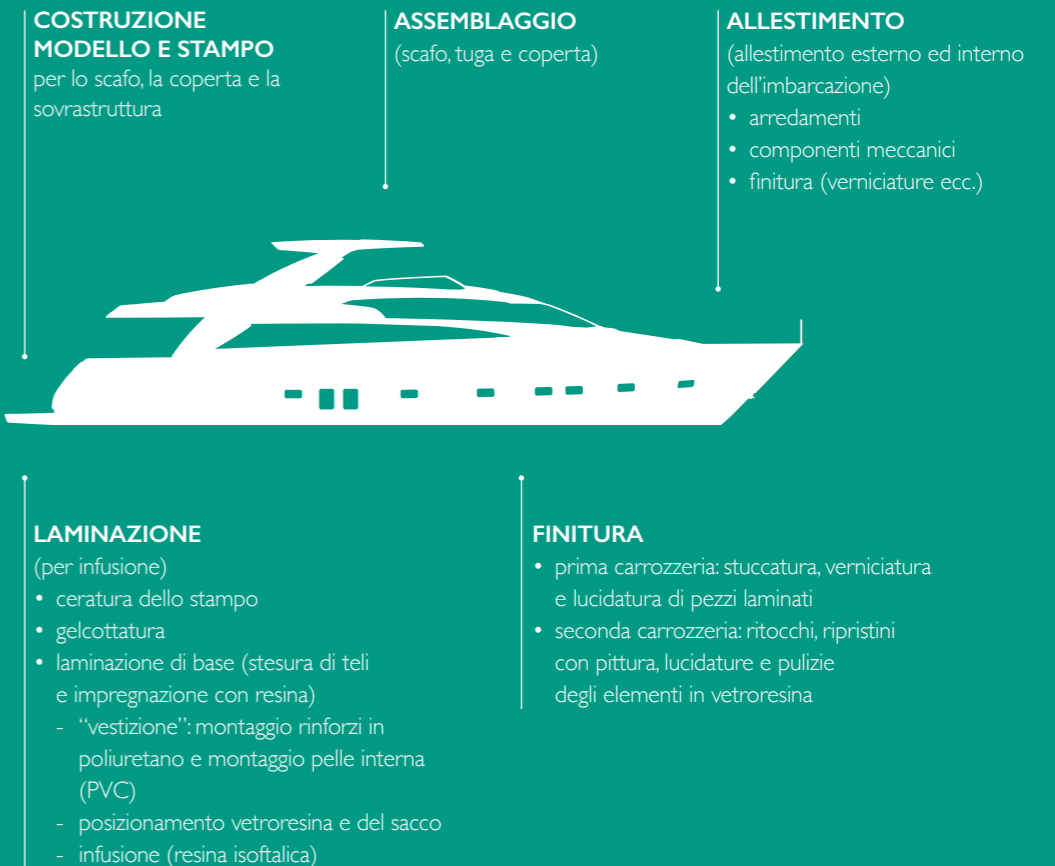 COSTRUZIONE
MODELLO E STAMPO
per lo scafo, la coperta e la
sovrastruttura
ASSEMBLAGGIO
(scafo, tuga e coperta)
ALLESTIMENTO
(allestimento esterno ed interno
dell'imbarcazione)
• arredamenti
• componenti meccanici
• finitura (verniciature ecc.)
LAMINAZIONE
(per infusione)
• ceratura dello stampo
• gelcottatura
• laminazione di base (stesura di teli
e impregnazione con resina)
- “vestizione”: montaggio rinforzi in
poliuretano e montaggio pelle interna
(PVC)
- posizionamento vetroresina e del sacco
- infusione (resina isoftalica)
FINITURA
• prima carrozzeria: stuccatura, verniciatura
e lucidatura di pezzi laminati
• seconda carrozzeria: ritocchi, ripristini
con pittura, lucidature e pulizie
degli elementi in vetroresina